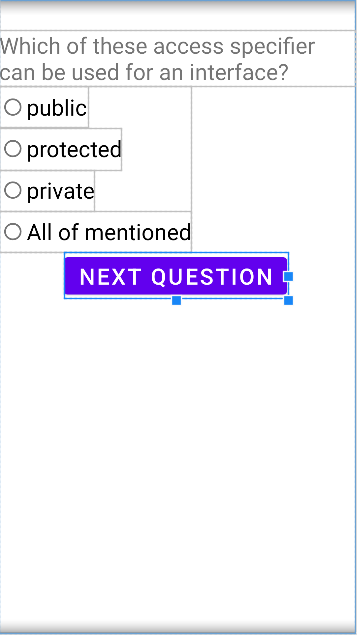 Which of these access specifier
can be used for an interface?
public
protected
private
All of mentioned
NEXT QUESTION